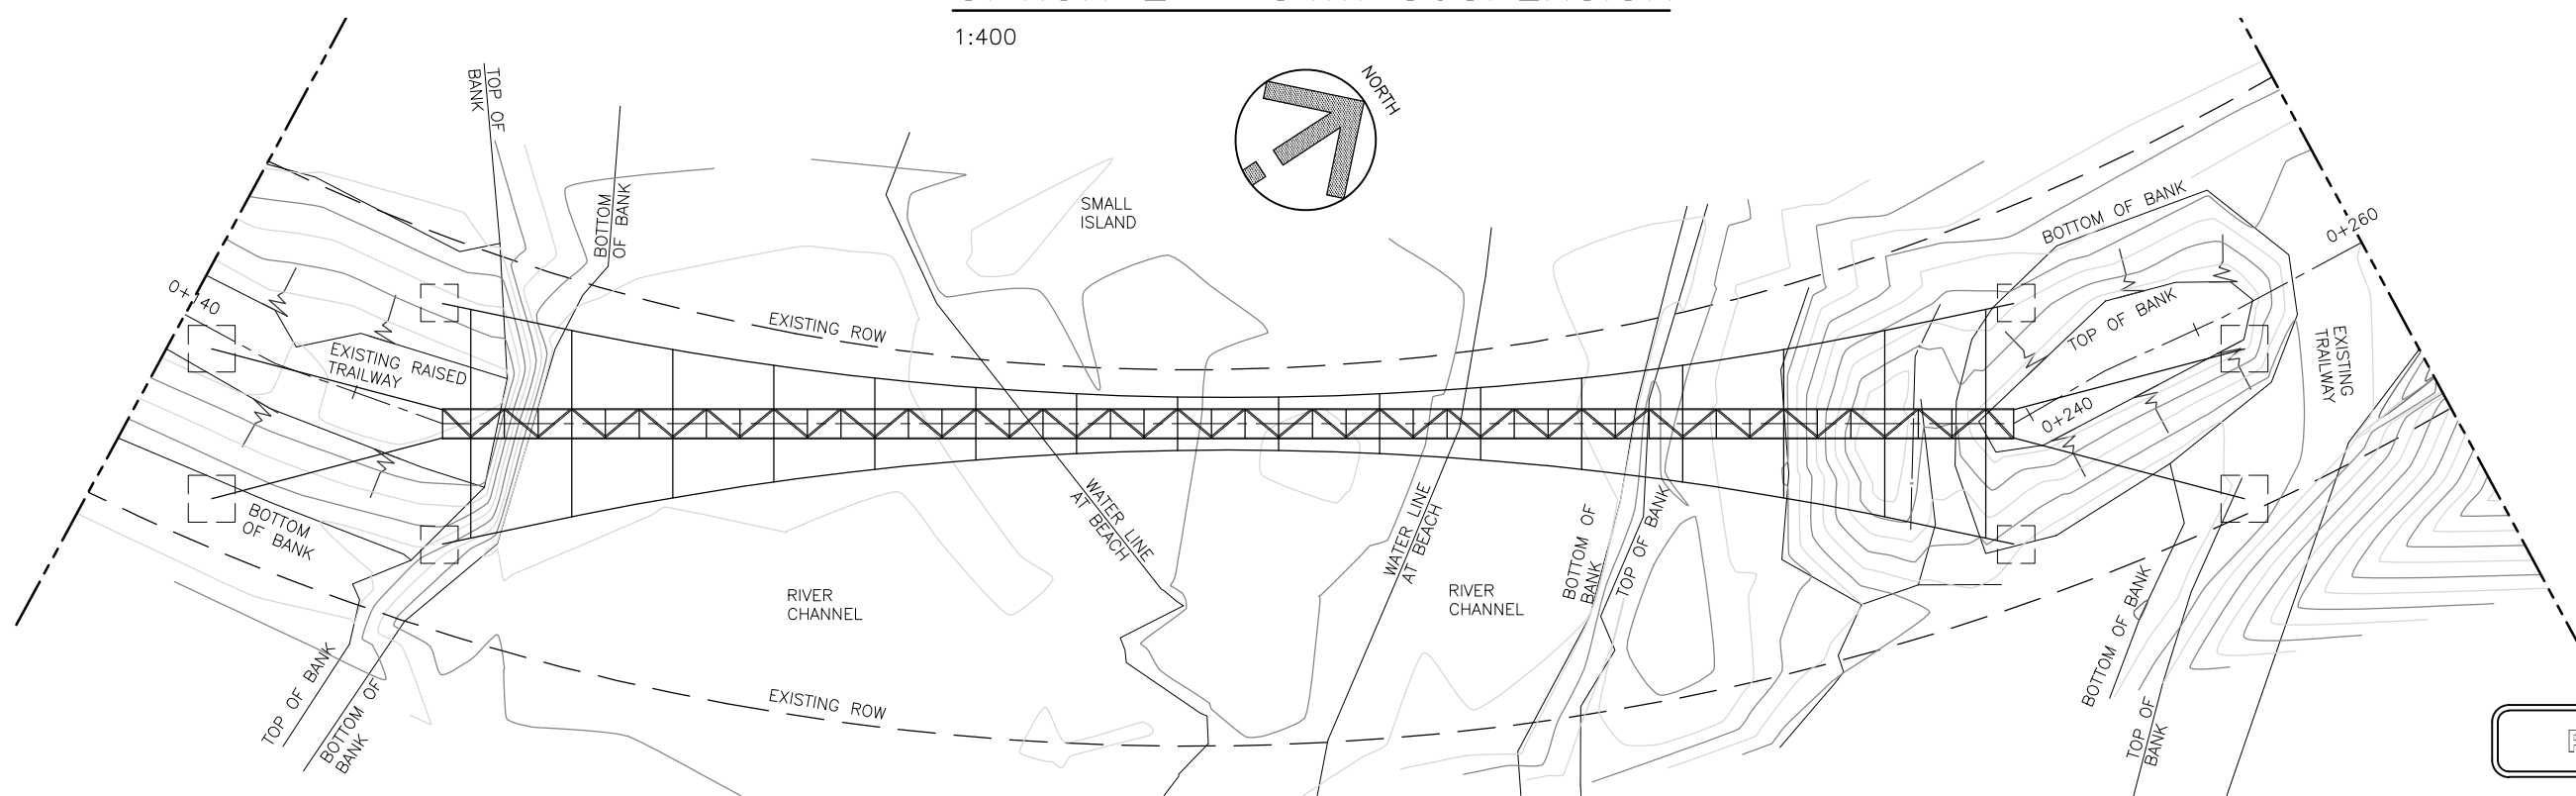 1:400
NORTH
TOP OF
BANK
BOTTOM
OF BANK
SMALL
ISLAND
BOTTOM OF BANK
0+260
0+140
EXISTING ROW
TOP OF BANK
EXISTING RAISED
TRAILWAY
EXISTING
TRAILWAY
0+240
BOTTOM
OF BANK
WATER LINE
AT BEACH
WATER LINE
AT BEACH
BOTTOM OF
BANK
TOP OF BANK
RIVER
CHANNEL
RIVER
CHANNEL
BOTTOM OF BANK
TOP OF BANK
BOTTOM OF
BANK
EXISTING ROW
TOP OF
BANK